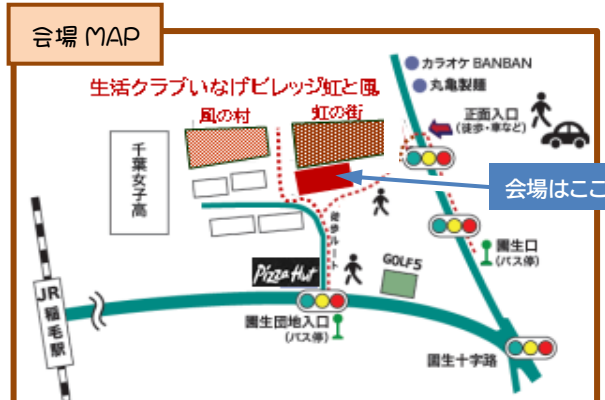 会場 MAP
カラオケ BANBAN
丸亀製麺
生活クラブいなげビレッジ虹と風
風の村
虹の街
正面入口
(徒歩・車など)
千葉女子高
会場はここ
徒歩ルート
園生口
(バス停)
Pizza Hut
GOLF5
JR稲毛駅
園生団地入口
(バス停)
園生十字路